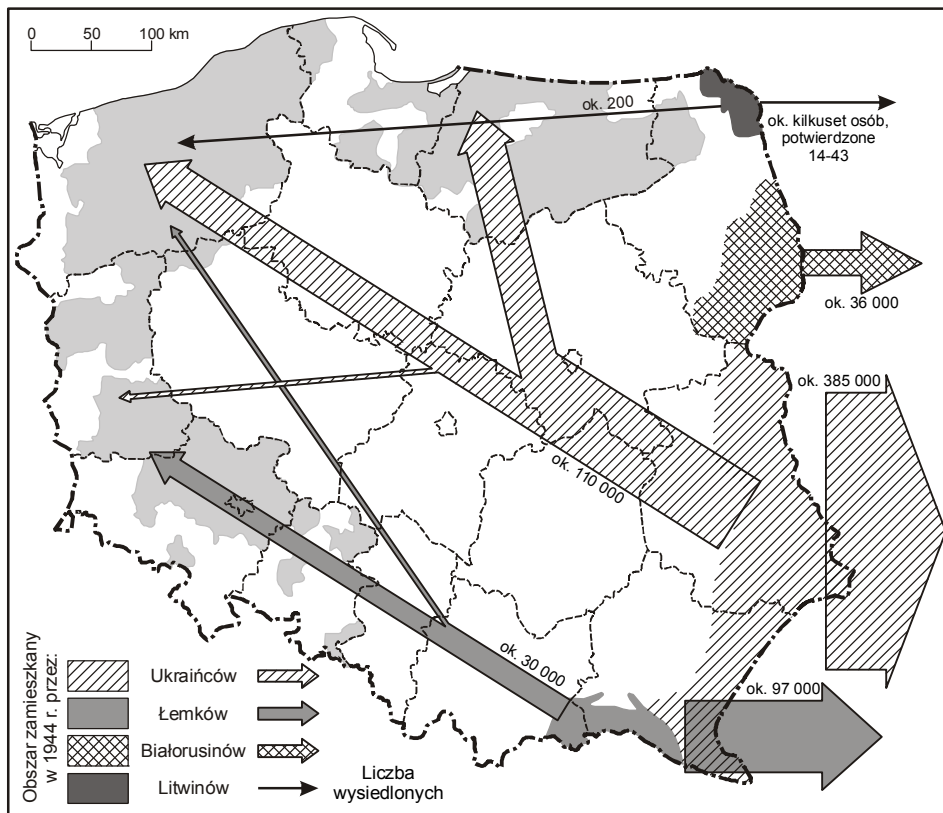 0 50 100 km
ok. 200
ok. kilkuset osób,
potwierdzone
14-43
ok. 36 000
ok. 385 000
ok. 110 000
ok. 30 000
ok. 97 000
Obszar zamieszkany
w 1944 r. przez:
Ukraińców
Łemków
Białorusinów
Litwinów
Liczba
wysiedlonych